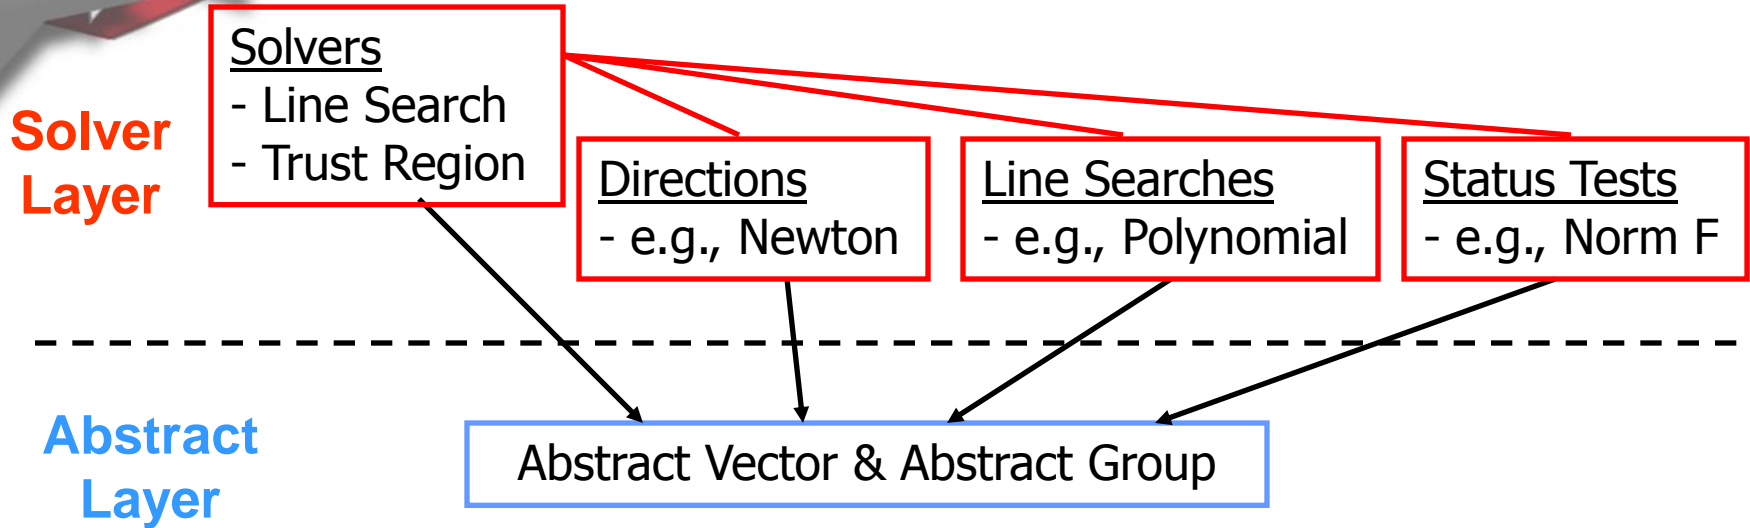 Solver
Layer
Solvers
- Line Search
- Trust Region
Directions
- e.g., Newton
Line Searches
- e.g., Polynomial
Status Tests
- e.g., Norm F
Abstract
Layer
Abstract Vector & Abstract Group